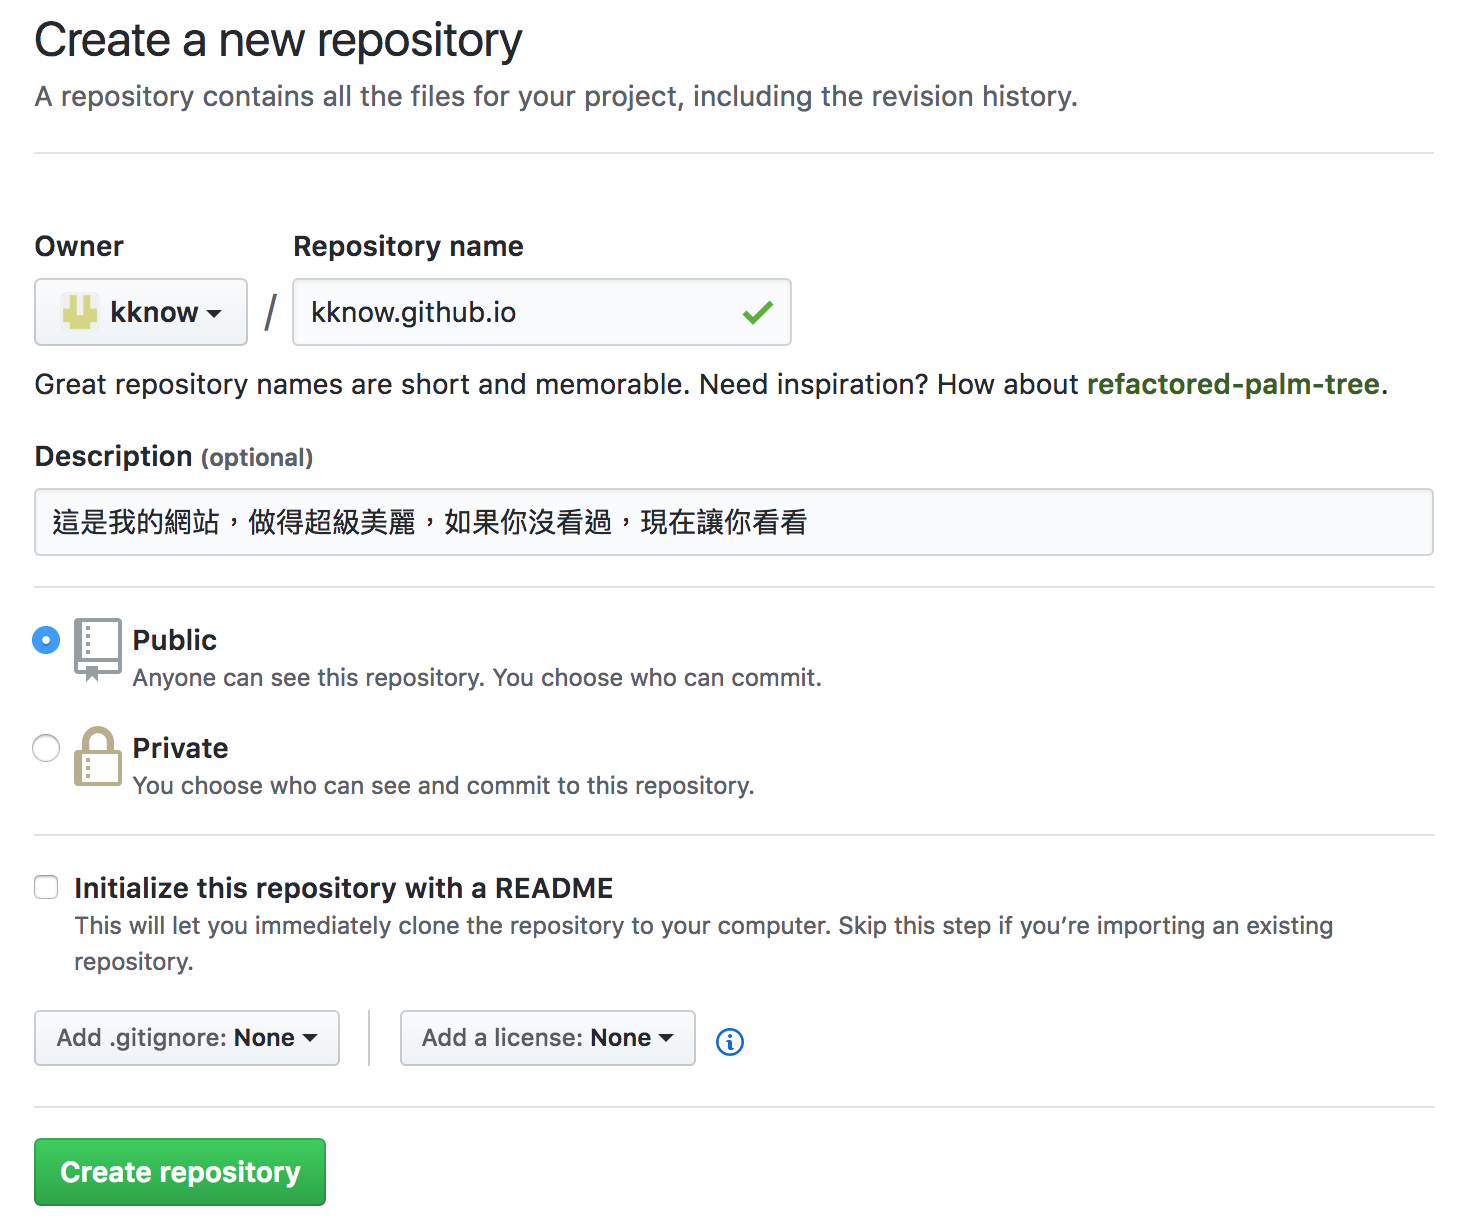 Create a new repository
A repository contains all the files for your project, including the revision history.
Owner
Repository name
kknow
/
kknow.github.io
Great repository names are short and memorable. Need inspiration? How about refactored-palm-tree.
Description (optional)
這是我的網站，做得超級美麗，如果你沒看過，現在讓你看看
Public
Anyone can see this repository. You choose who can commit.
Private
You choose who can see and commit to this repository.
Initialize this repository with a README
This will let you immediately clone the repository to your computer. Skip this step if you’re importing an existing
repository.
Add .gitignore: None
Add a license: None
Create repository